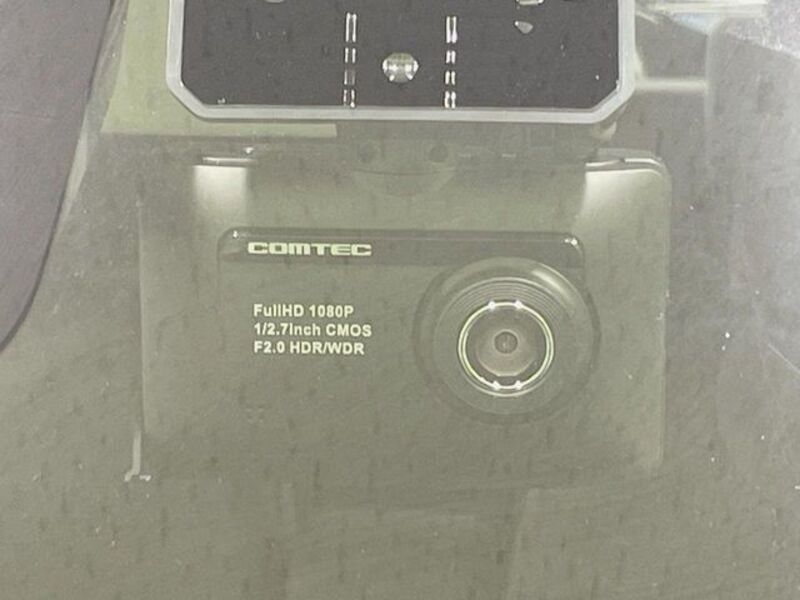 COMTEC
FullHD 1080P
1/2.7inch CMOS
F2.0 HDR/WDR